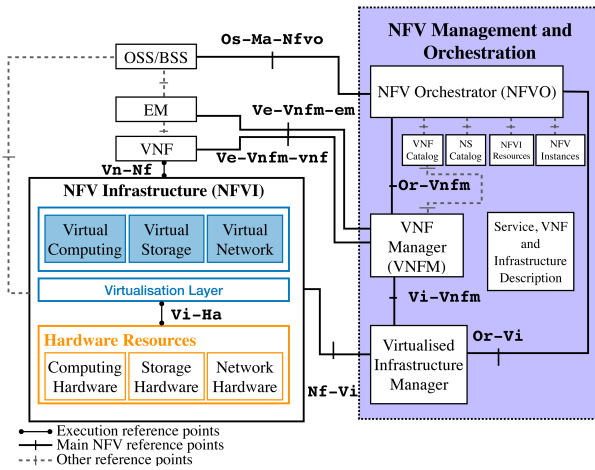 Os-Ma-Nfvo
NFV Management and
Orchestration
OSS/BSS
NFV Orchestrator (NFVO)
EM
Ve-Vnfm-em
VNF
Ve-Vnfm-vnf
VNF
Catalog
NS
Catalog
NFVI
Resources
NFV
Instances
Vn-Nf
Or-Vnfm
NFV Infrastructure (NFVI)
Virtual
Computing
Virtual
Storage
Virtual
Network
VNF
Manager
(VNFM)
Service, VNF
and
Infrastructure
Description
Virtualisation Layer
Vi-Vnfm
Vi-Ha
Hardware Resources
Computing
Hardware
Storage
Hardware
Network
Hardware
Virtualised
Infrastructure
Manager
Or-Vi
Nf-Vi
Execution reference points
Main NFV reference points
Other reference points